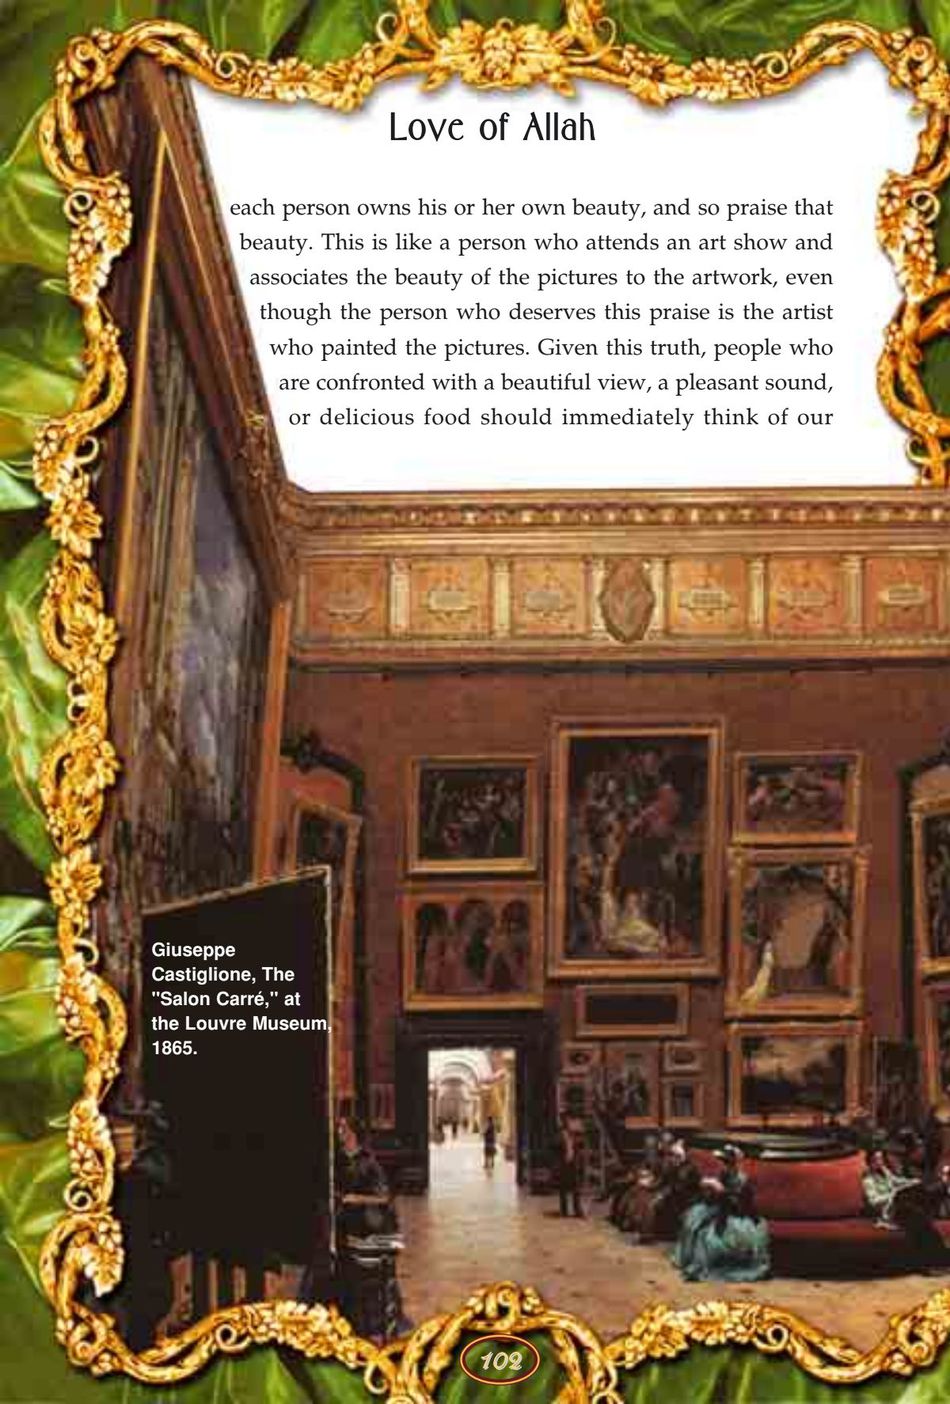 Love of Allah
each person owns his or her own beauty, and so praise that
beauty. This is like a person who attends an art show and
associates the beauty of the pictures to the artwork, even
though the person who deserves this praise is the artist
who painted the pictures. Given this truth, people who
are confronted with a beautiful view, a pleasant sound,
or delicious food should immediately think of our
Giuseppe
Castiglione, The
"Salon Carré," at
the Louvre Museum,
1865.
102